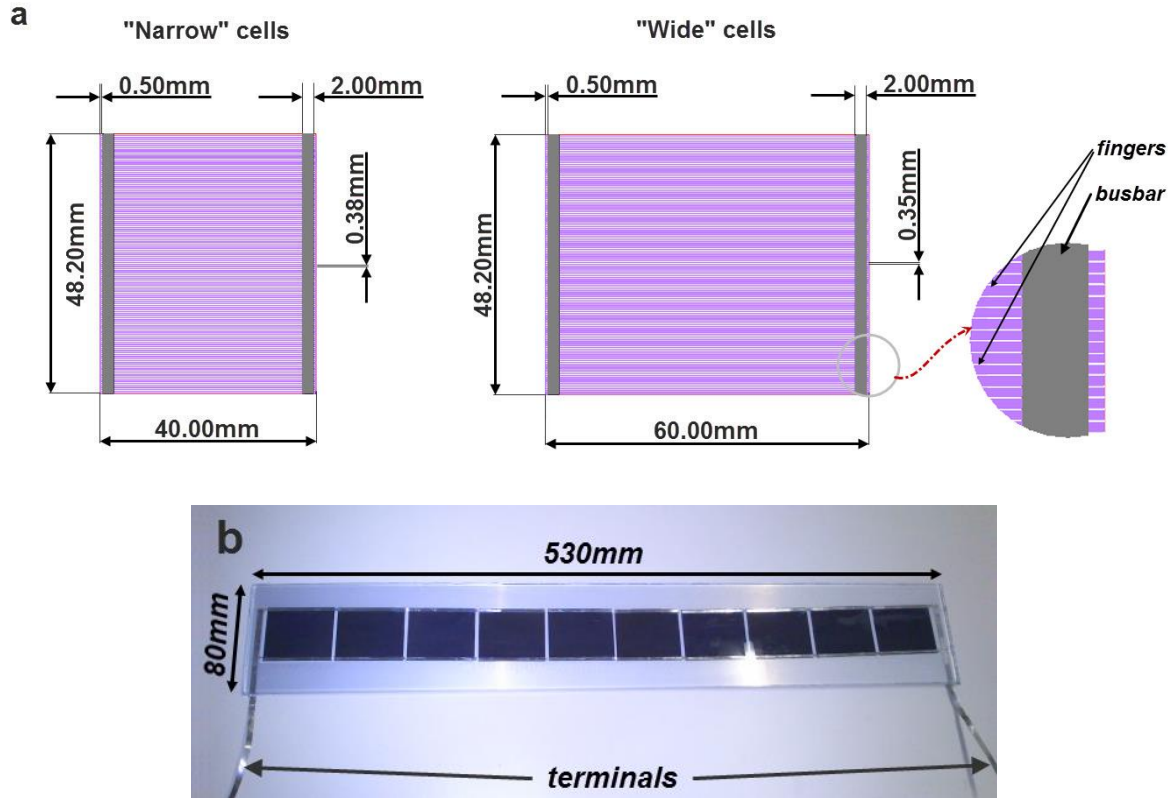 a
"Narrow" cells
"Wide" cells
0.50mm
2.00mm
0.50mm
2.00mm
48.20mm
0.38mm
48.20mm
0.35mm
fingers
busbar
40.00mm
60.00mm
b
530mm
80mm
terminals